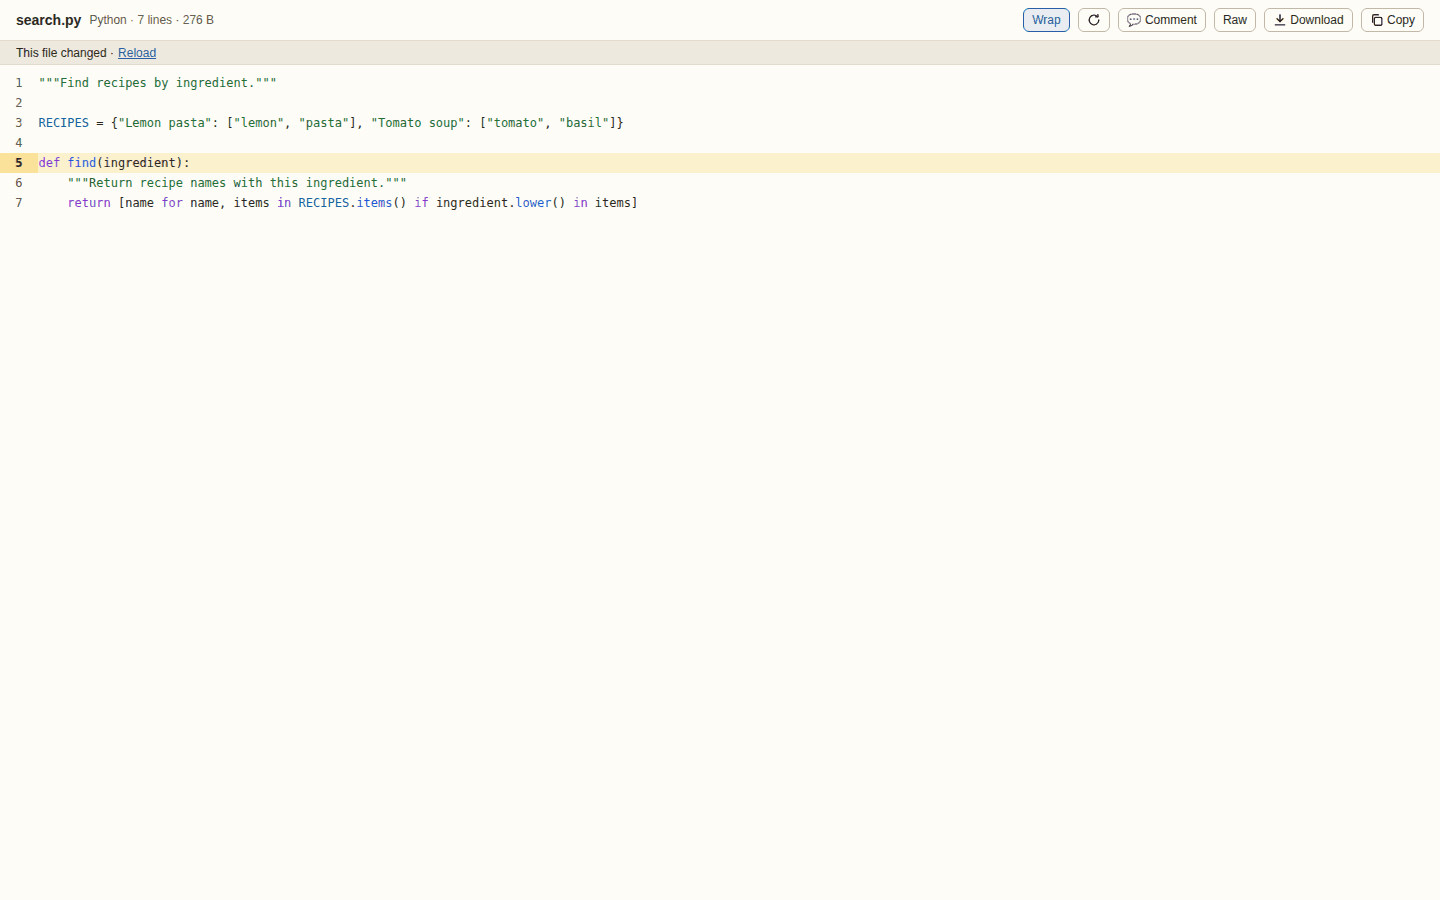 search.py Python · 7 lines · 276 B Wrap 💬 Comment Raw Download Copy
This file changed · Reload
1 """Find recipes by ingredient."""
2
3 RECIPES = {"Lemon pasta": ["lemon", "pasta"], "Tomato soup": ["tomato", "basil"]}
4
5 def find(ingredient):
6     """Return recipe names with this ingredient."""
7     return [name for name, items in RECIPES.items() if ingredient.lower() in items]